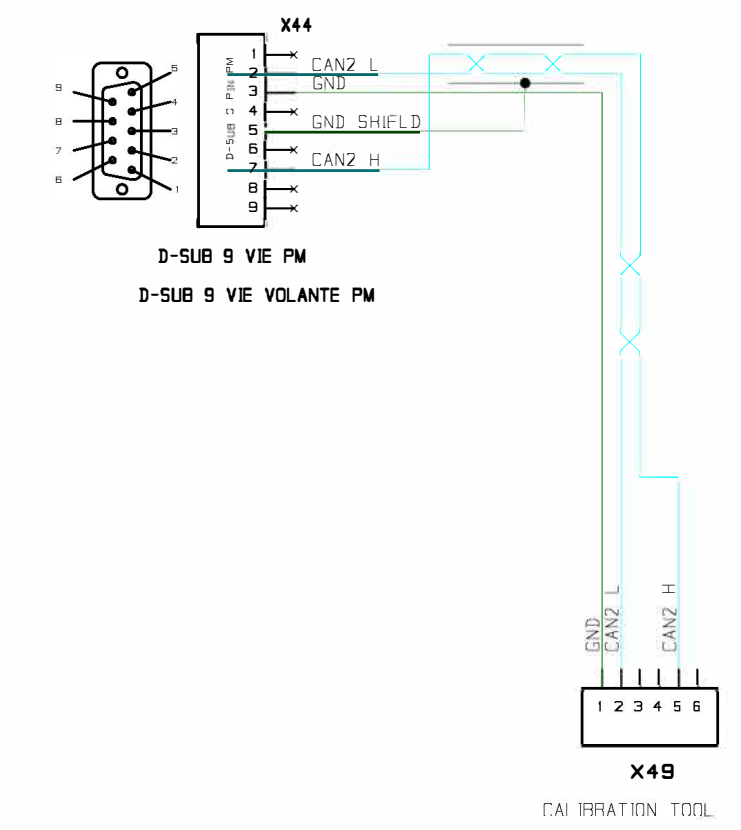 X44
1
2 CAN2 L
3 GND
4
5 GND SHIELD
6
7 CAN2 H
8
9
D-SUB 9 PIN PM
5
9
4
8
3
7
2
6
1
D-SUB 9 VIE PM
D-SUB 9 VIE VOLANTE PM
GND
CAN2 L
CAN2 H
1 2 3 4 5 6
X49
CALIBRATION TOOL